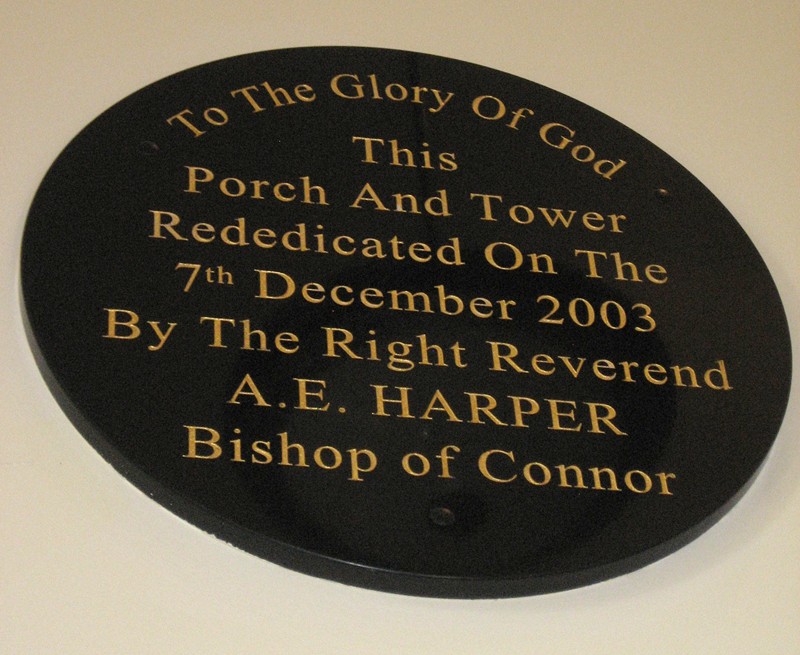 To The Glory Of God
This
Porch And Tower
Rededicated On The
7th December 2003
By The Right Reverend
A.E. HARPER
Bishop of Connor